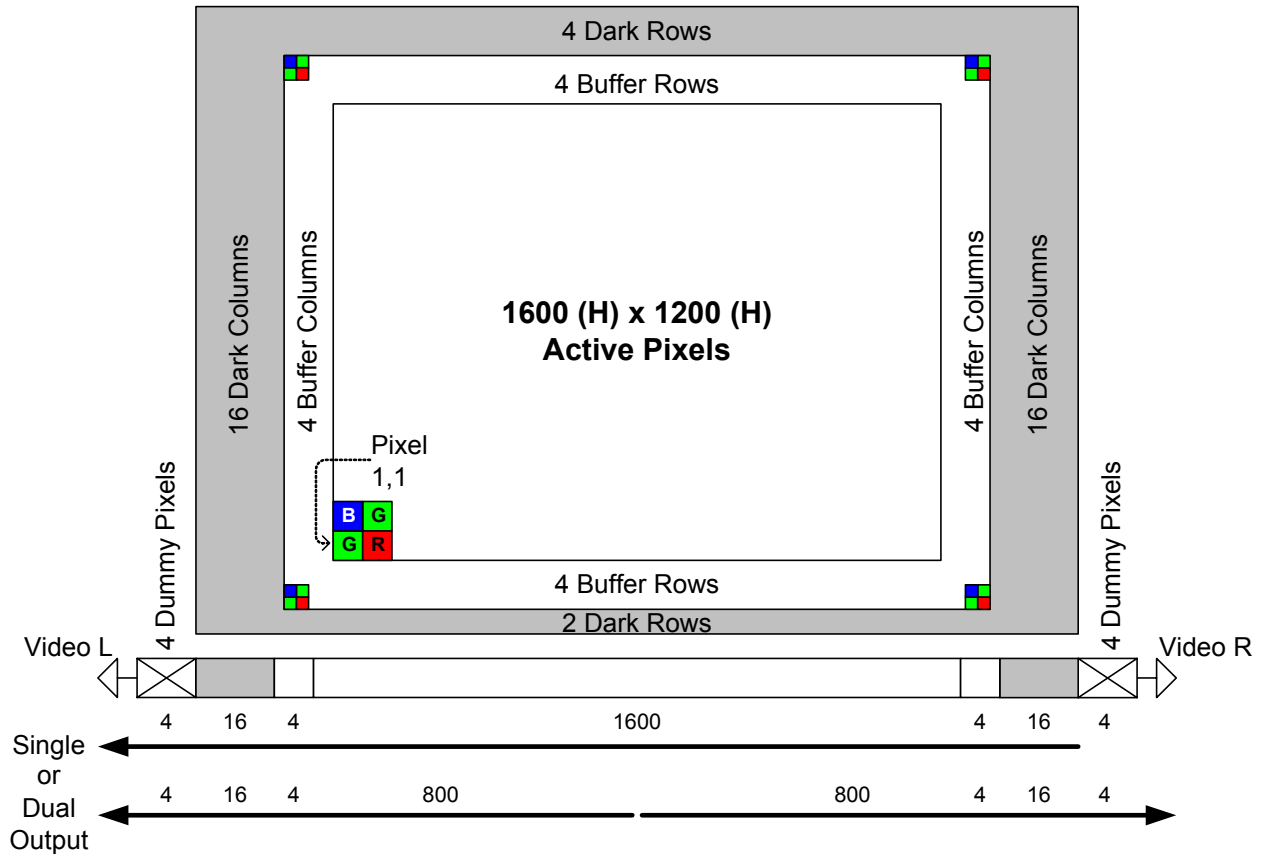 4 Dark Rows
4 Buffer Rows
16 Dark Columns
4 Buffer Columns
1600 (H) x 1200 (H)
Active Pixels
4 Buffer Columns
16 Dark Columns
Pixel
1,1
B G
G R
4 Dummy Pixels
4 Buffer Rows
2 Dark Rows
4 Dummy Pixels
Video L
Video R
4 16 4 1600 4 16 4
Single
or
Dual
Output
4 16 4 800 800 4 16 4